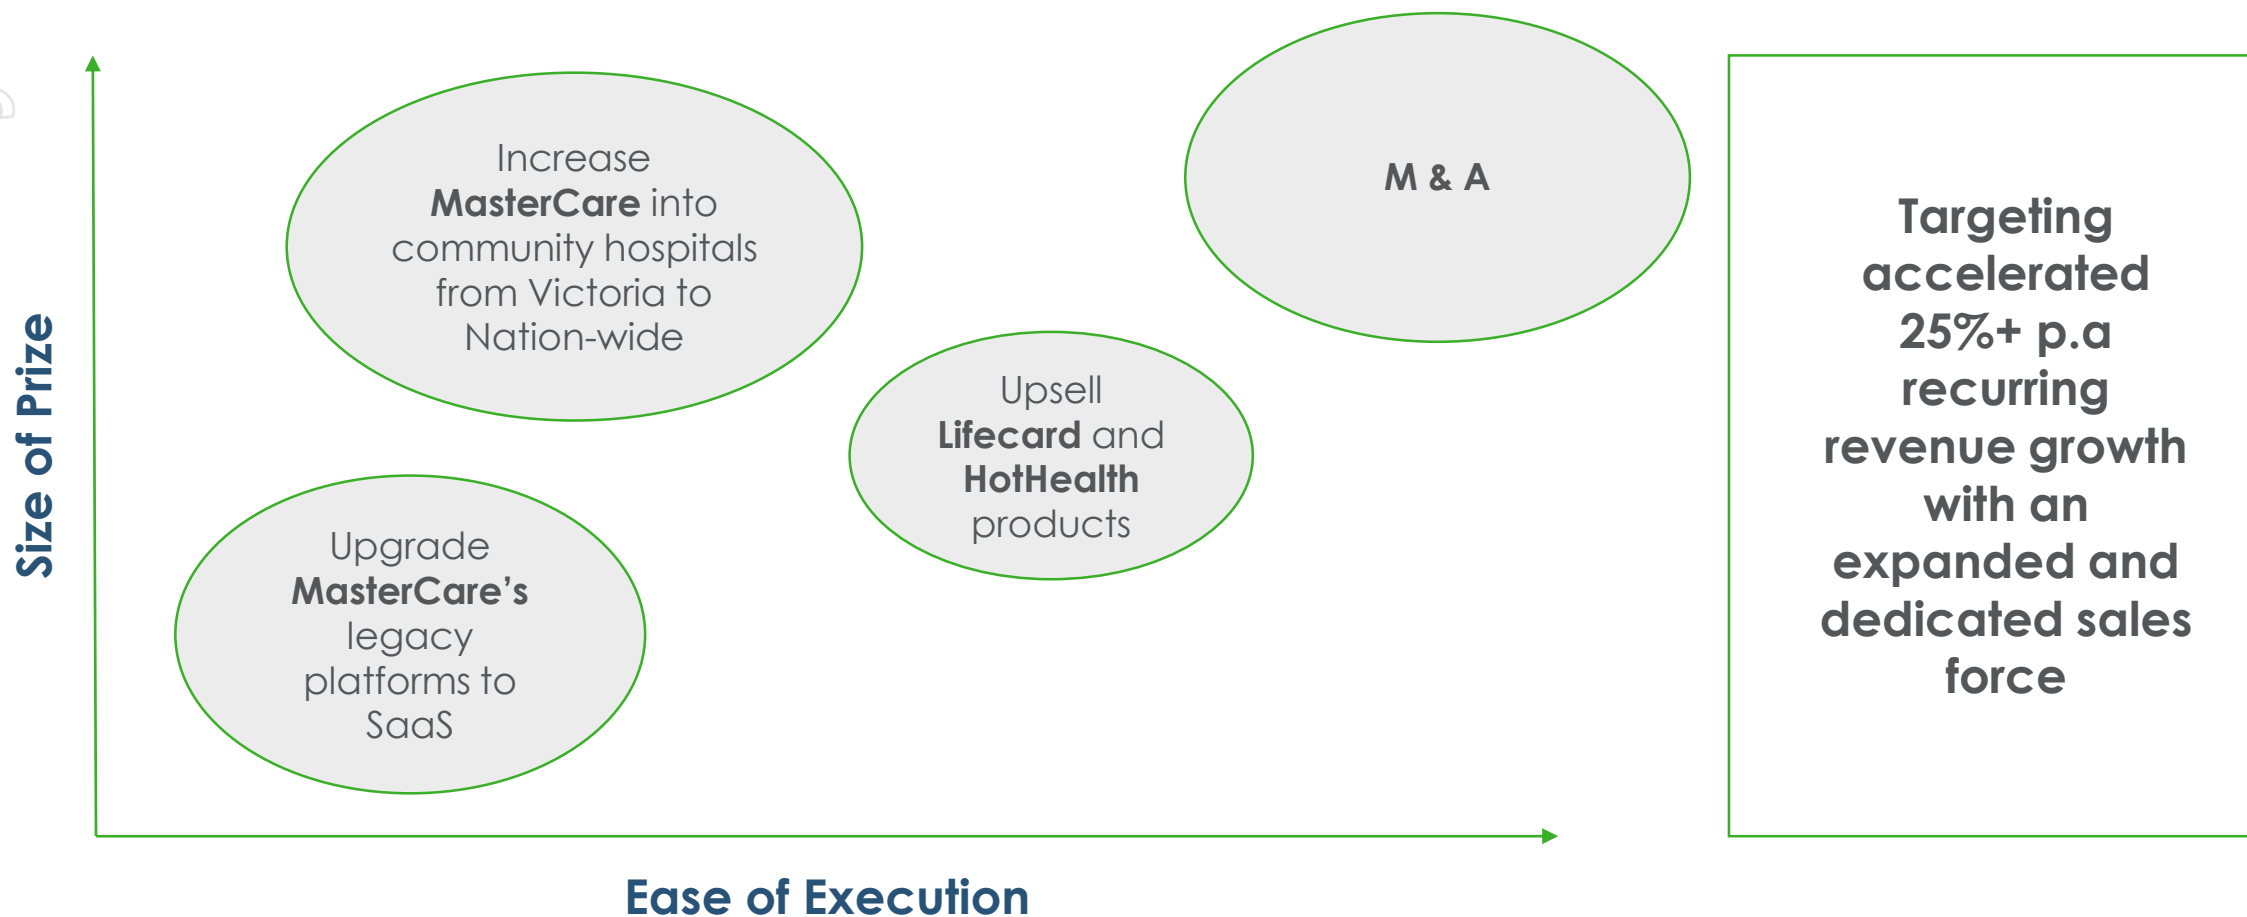 Size of Prize
Increase
MasterCare into
community hospitals
from Victoria to
Nation-wide
M & A
Upsell
Lifecard and
HotHealth
products
Upgrade
MasterCare’s
legacy
platforms to
SaaS
Ease of Execution
Targeting
accelerated
25%+ p.a
recurring
revenue growth
with an
expanded and
dedicated sales
force